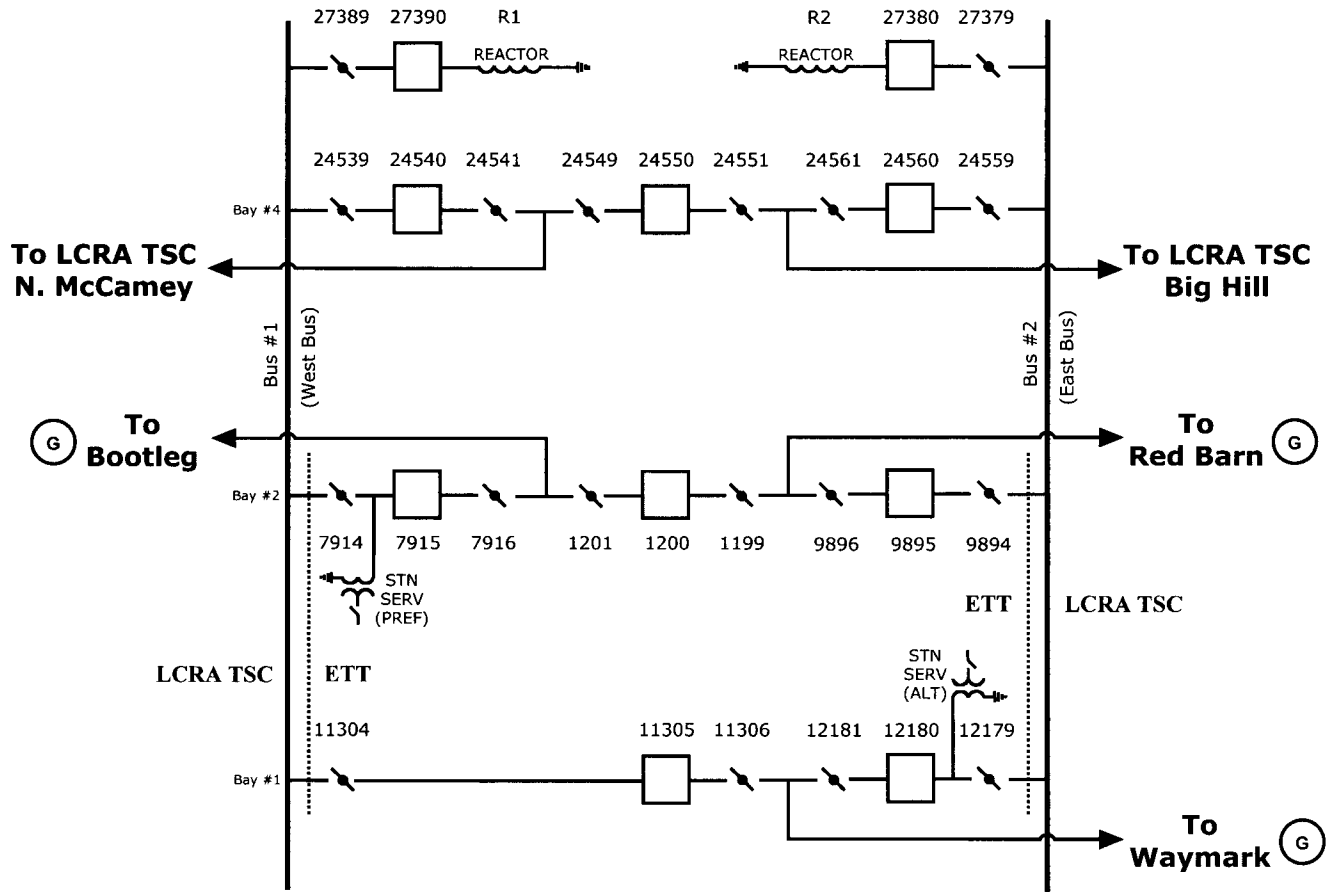 27389 27390 R1 R2 27380 27379
REACTOR REACTOR
24539 24540 24541 24549 24550 24551 24561 24560 24559
Bay #4
To LCRA TSC
N. McCamey
To LCRA TSC
Big Hill
Bus #1
(West Bus)
Bus #2
(East Bus)
G
To
Bootleg
To
Red Barn
G
Bay #2
7914 7915 7916 1201 1200 1199 9896 9895 9894
STN
SERV
(PREF)
ETT LCRA TSC
LCRA TSC ETT
STN
SERV
(ALT)
11304 11305 11306 12181 12180 12179
Bay #1
To
Waymark
G